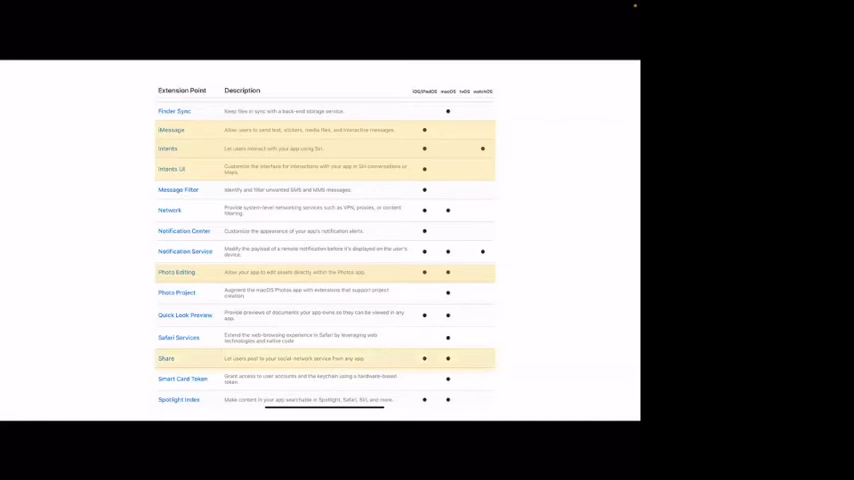 Extension Point Description iOS/iPadOS macOS tvOS watchOS
Finder Sync Keep files in sync with a back-end storage service.
iMessage Allow users to send text, stickers, media files, and interactive messages.
Intents Let users interact with your app using Siri.
Intents UI Customize the interface for interactions with your app in Siri conversations or
Maps.
Message Filter Identify and filter unwanted SMS and MMS messages.
Network Provide system-level networking services such as VPN, proxies, or content
filtering.
Notification Center Customize the appearance of your app's notification alerts.
Notification Service Modify the payload of a remote notification before it's displayed on the user's
device.
Photo Editing Allow your app to edit assets directly within the Photos app.
Photo Project Augment the macOS Photos app with extensions that support project
creation.
Quick Look Preview Provide previews of documents your app owns so they can be viewed in any
app.
Safari Services Extend the web-browsing experience in Safari by leveraging web
technologies and native code
Share Let users post to your social network service from any app.
Smart Card Token Grant access to user accounts and the keychain using a hardware-based
token.
Spotlight Index Make content in your app searchable in Spotlight, Safari, Siri, and more.